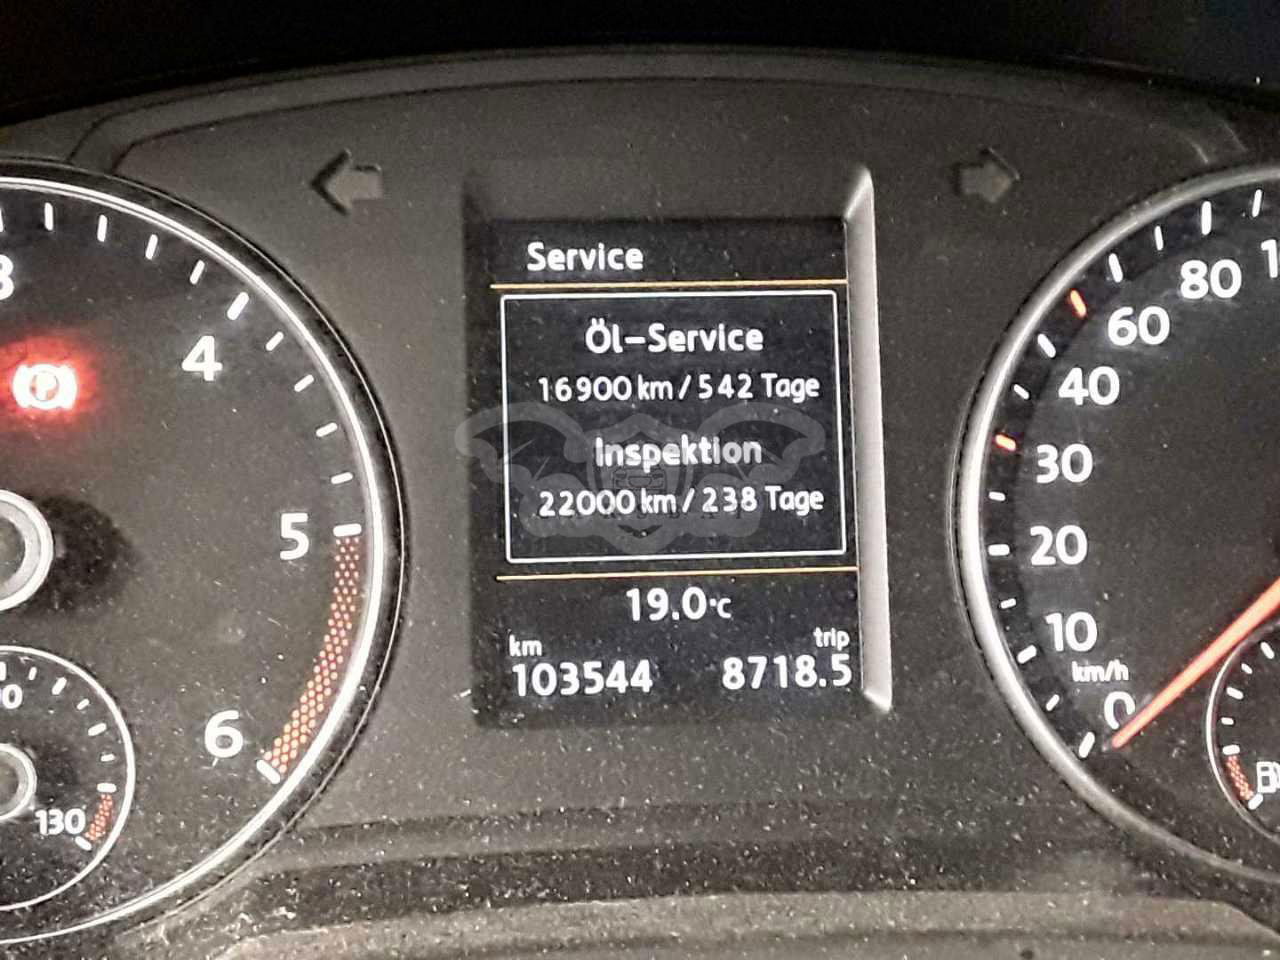 Service
Öl-Service
16900 km / 542 Tage
Inspektion
22000 km / 238 Tage
19.0°C
km
trip
103544
8718.5
4
5
6
130
P
80
60
40
30
20
10
km/h
0